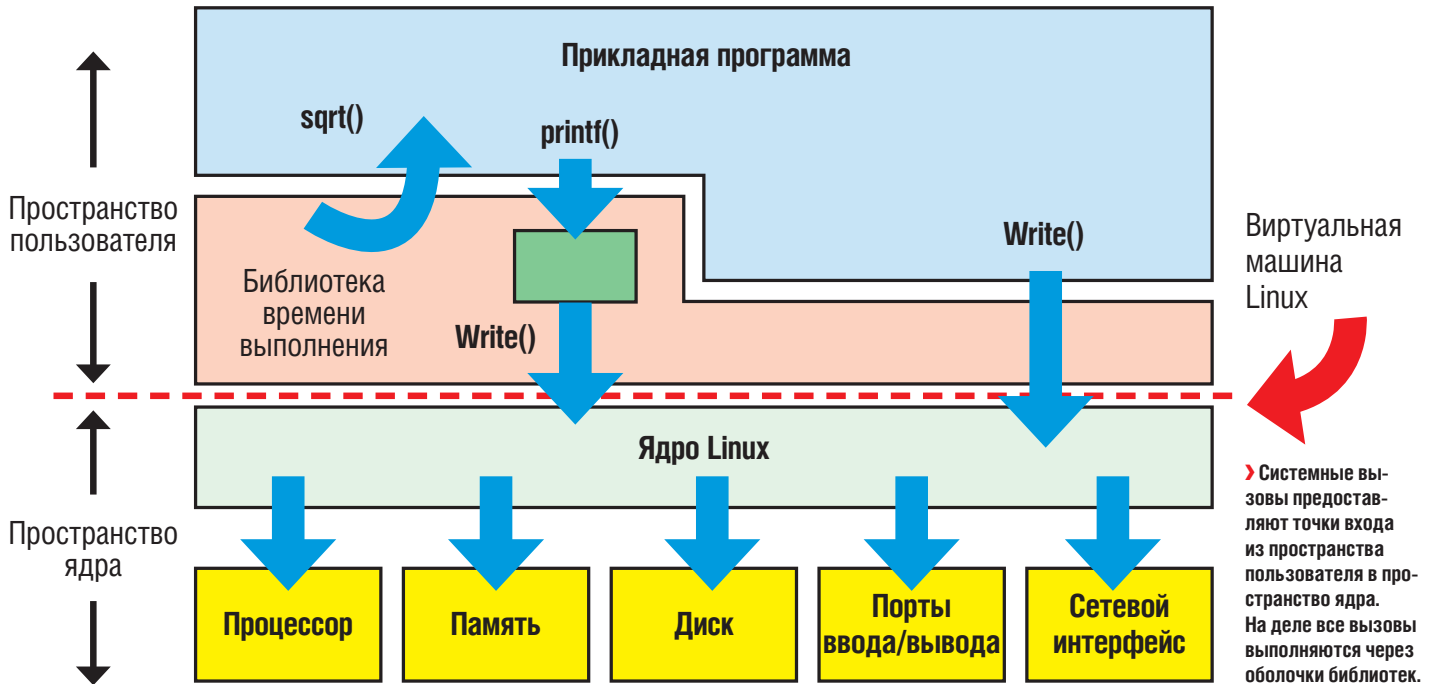 Прикладная программа
sqrt()
printf()
Пространство
пользователя
Write()
Виртуальная
машина
Linux
Библиотека
времени
выполнения
Write()
Ядро Linux
Пространство
ядра
Процессор
Память
Диск
Порты
ввода/вывода
Сетевой
интерфейс
› Системные вы-
зовы предостав-
ляют точки входа
из пространства
пользователя в про-
странство ядра.
На деле все вызовы
выполняются через
оболочки библиотек.